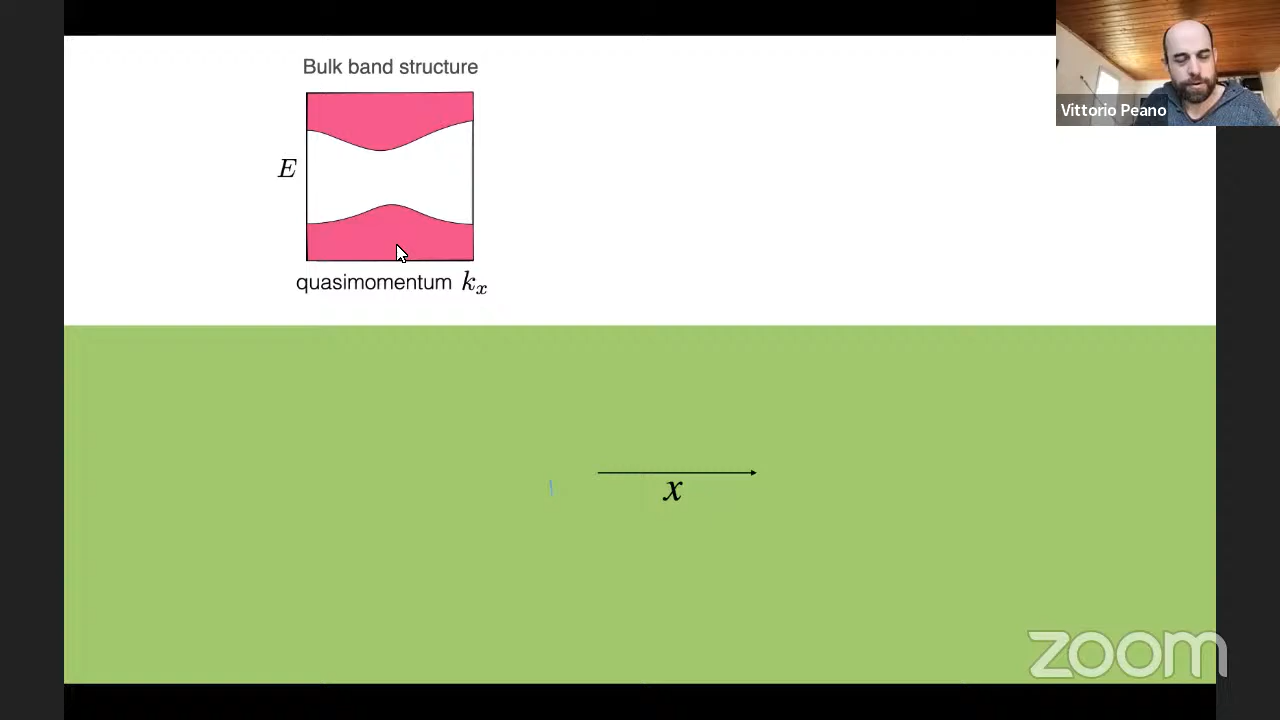 Bulk band structure
Vittorio Peano
E
quasimomentum kₓ
x
zoom